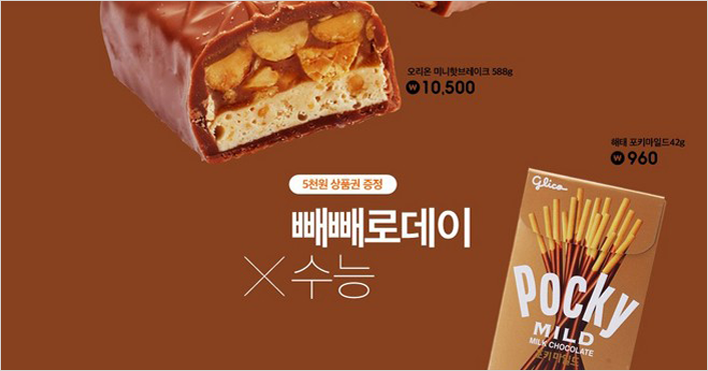 오리온 미니핫브레이크 588g
₩10,500
해태 포키마일드42g
₩960
5천원 상품권 증정
빼빼로데이
×수능
Glico
POCKY
MILD
MILK CHOCOLATE
포키마일드